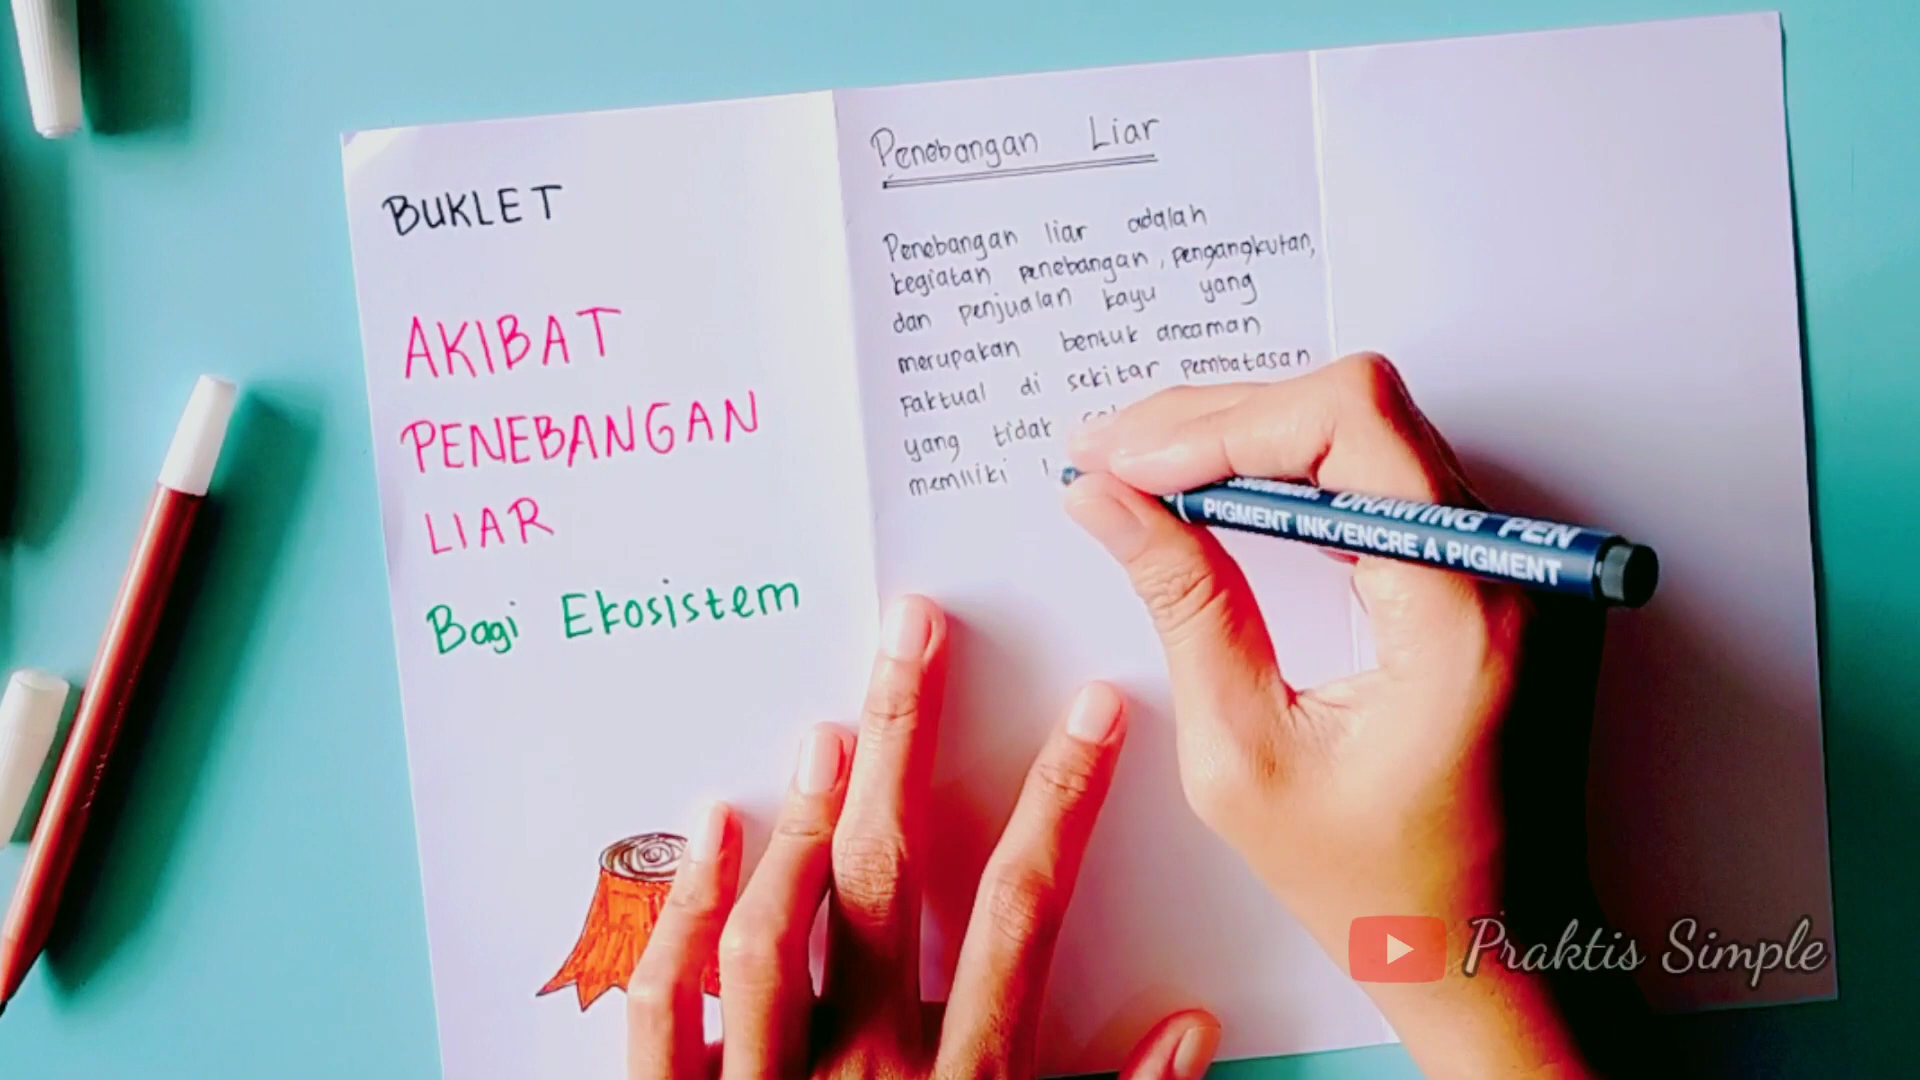 BUKLET
AKIBAT
PENEBANGAN
LIAR
Bagi Ekosistem
Penebangan Liar
Penebangan liar adalah
kegiatan penebangan, pengangkutan,
dan penjualan kayu yang
merupakan bentuk ancaman
Faktual di sekitar pembatasan
yang tidak
memiliki
DRAWING PEN
PIGMENT INK/ENCRE A PIGMENT
Praktis Simple